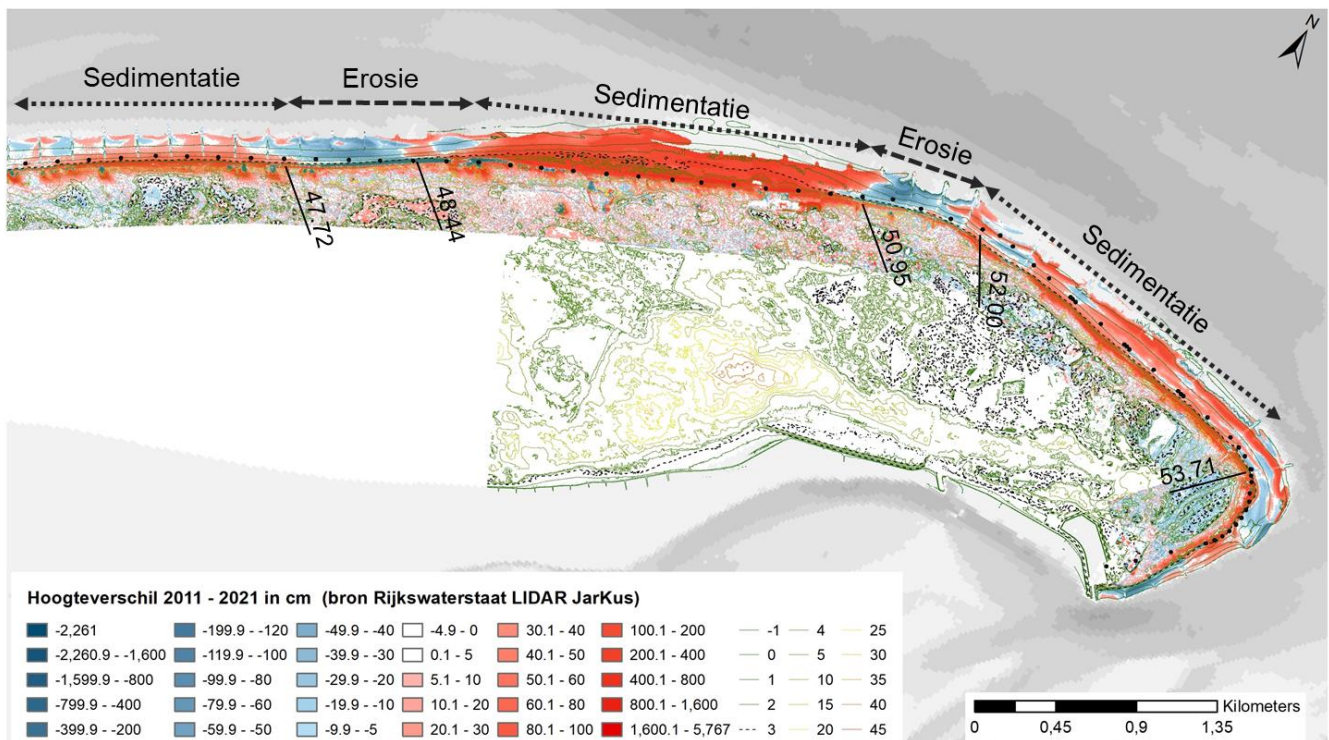 N
Sedimentatie
Erosie
Sedimentatie
Erosie
Sedimentatie
47.72
48.44
50.95
52.00
53.71
Hoogteverschil 2011 - 2021 in cm (bron Rijkswaterstaat LIDAR JarKus)
-2,261 -199.9 - -120 -49.9 - -40 -4.9 - 0 30.1 - 40 100.1 - 200 -1 4 25
-2,260.9 - -1,600 -119.9 - -100 -39.9 - -30 0.1 - 5 40.1 - 50 200.1 - 400 0 5 30
-1,599.9 - -800 -99.9 - -80 -29.9 - -20 5.1 - 10 50.1 - 60 400.1 - 800 1 10 35
-799.9 - -400 -79.9 - -60 -19.9 - -10 10.1 - 20 60.1 - 80 800.1 - 1,600 2 15 40
-399.9 - -200 -59.9 - -50 -9.9 - -5 20.1 - 30 80.1 - 100 1,600.1 - 5,767 3 20 45
Kilometers
0 0,45 0,9 1,35